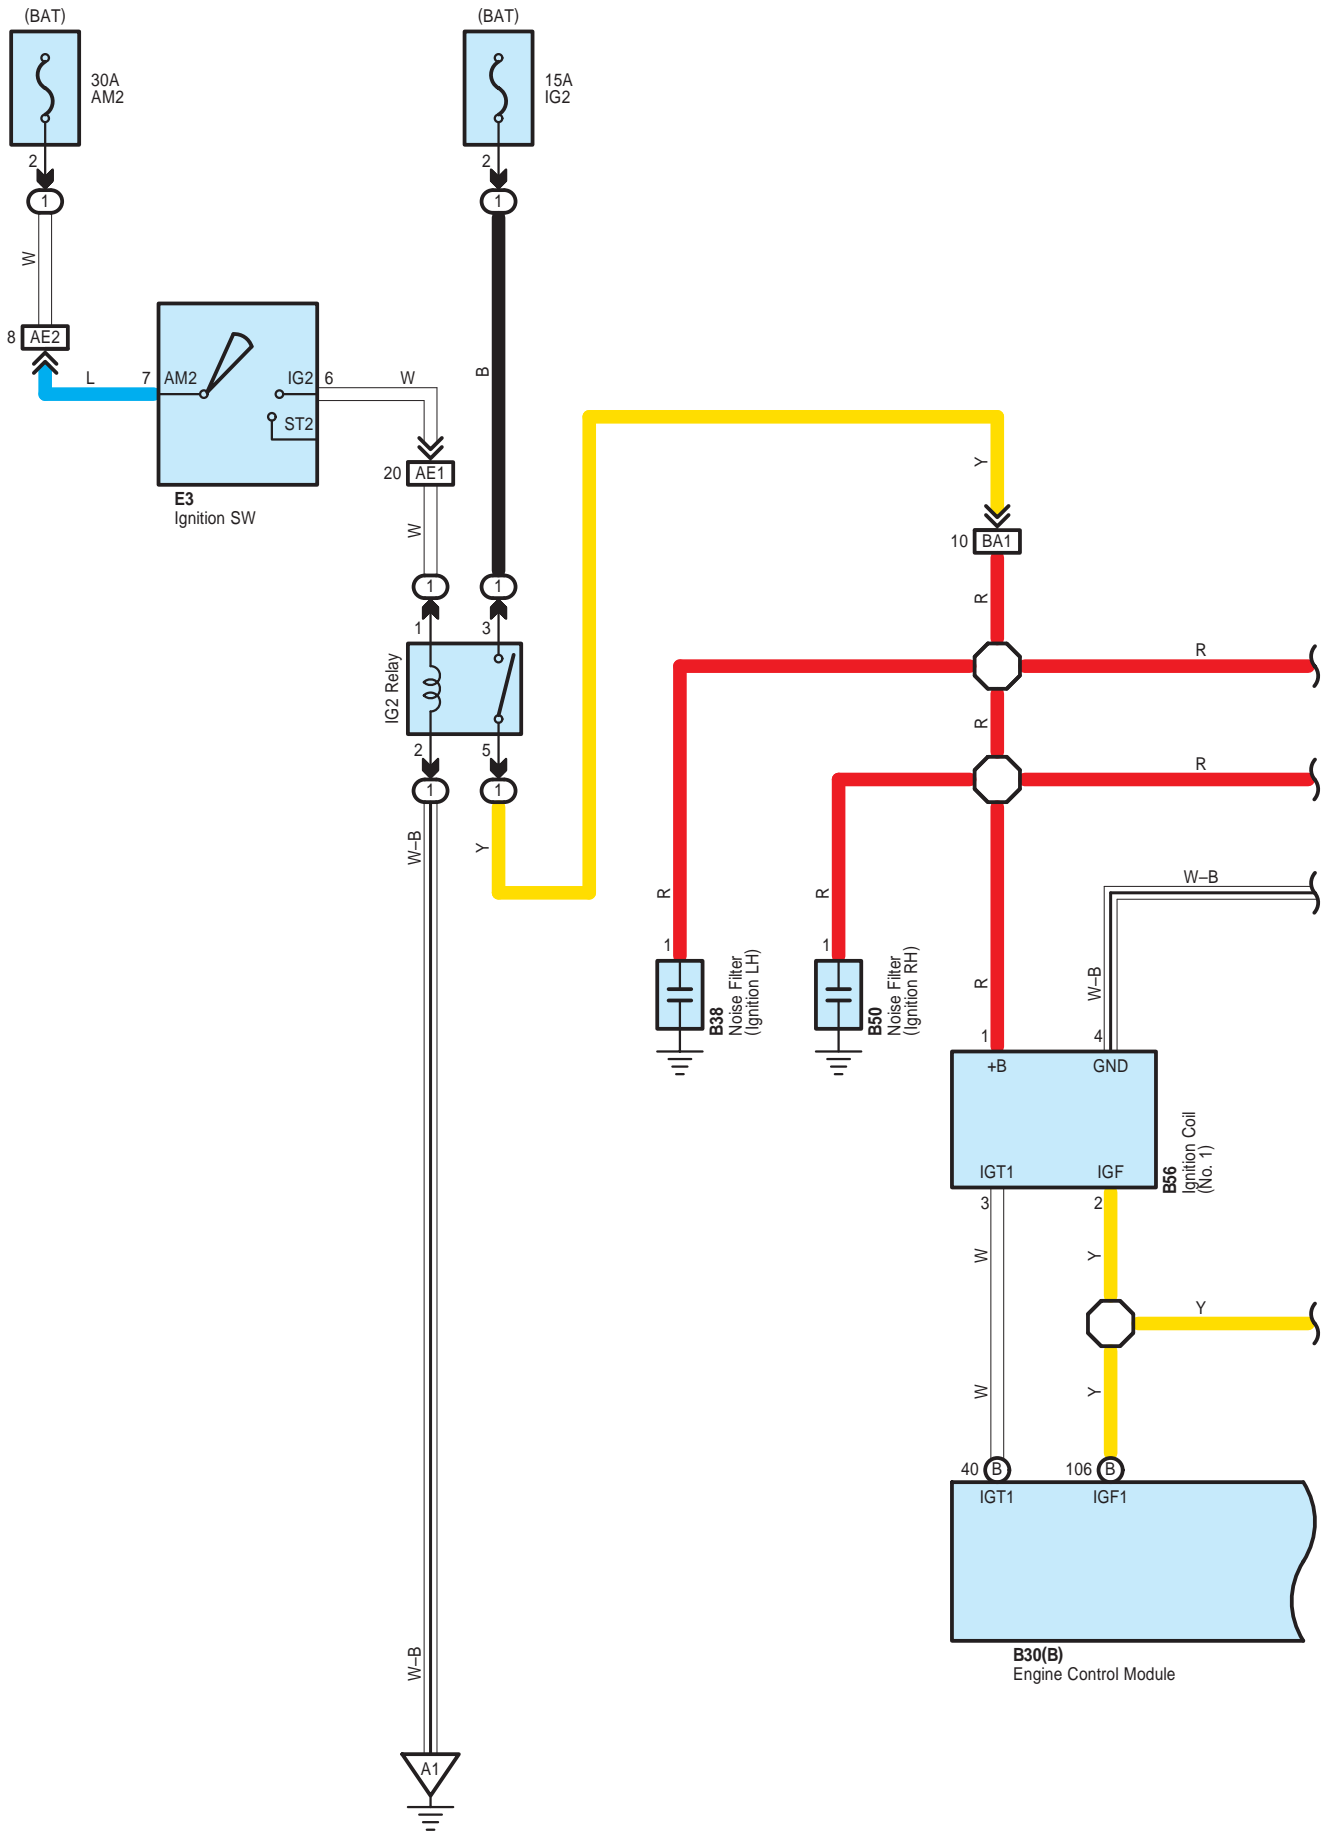 (BAT)
(BAT)
30A
AM2
15A
IG2
2
2
1
1
W
8
AE2
B
L
7
AM2
IG2
6
W
ST2
Y
20
AE1
E3
Ignition SW
W
10
BA1
1
1
R
1
3
IG2 Relay
R
R
2
5
R
1
1
W–B
Y
R
R
W–B
1
1
B38
Noise Filter
(Ignition LH)
B50
Noise Filter
(Ignition RH)
R
W–B
1
4
+B
GND
B56
Ignition Coil
(No. 1)
IGT1
IGF
3
2
W
Y
Y
W
Y
40
B
106
B
IGT1
IGF1
W–B
B30(B)
Engine Control Module
A1